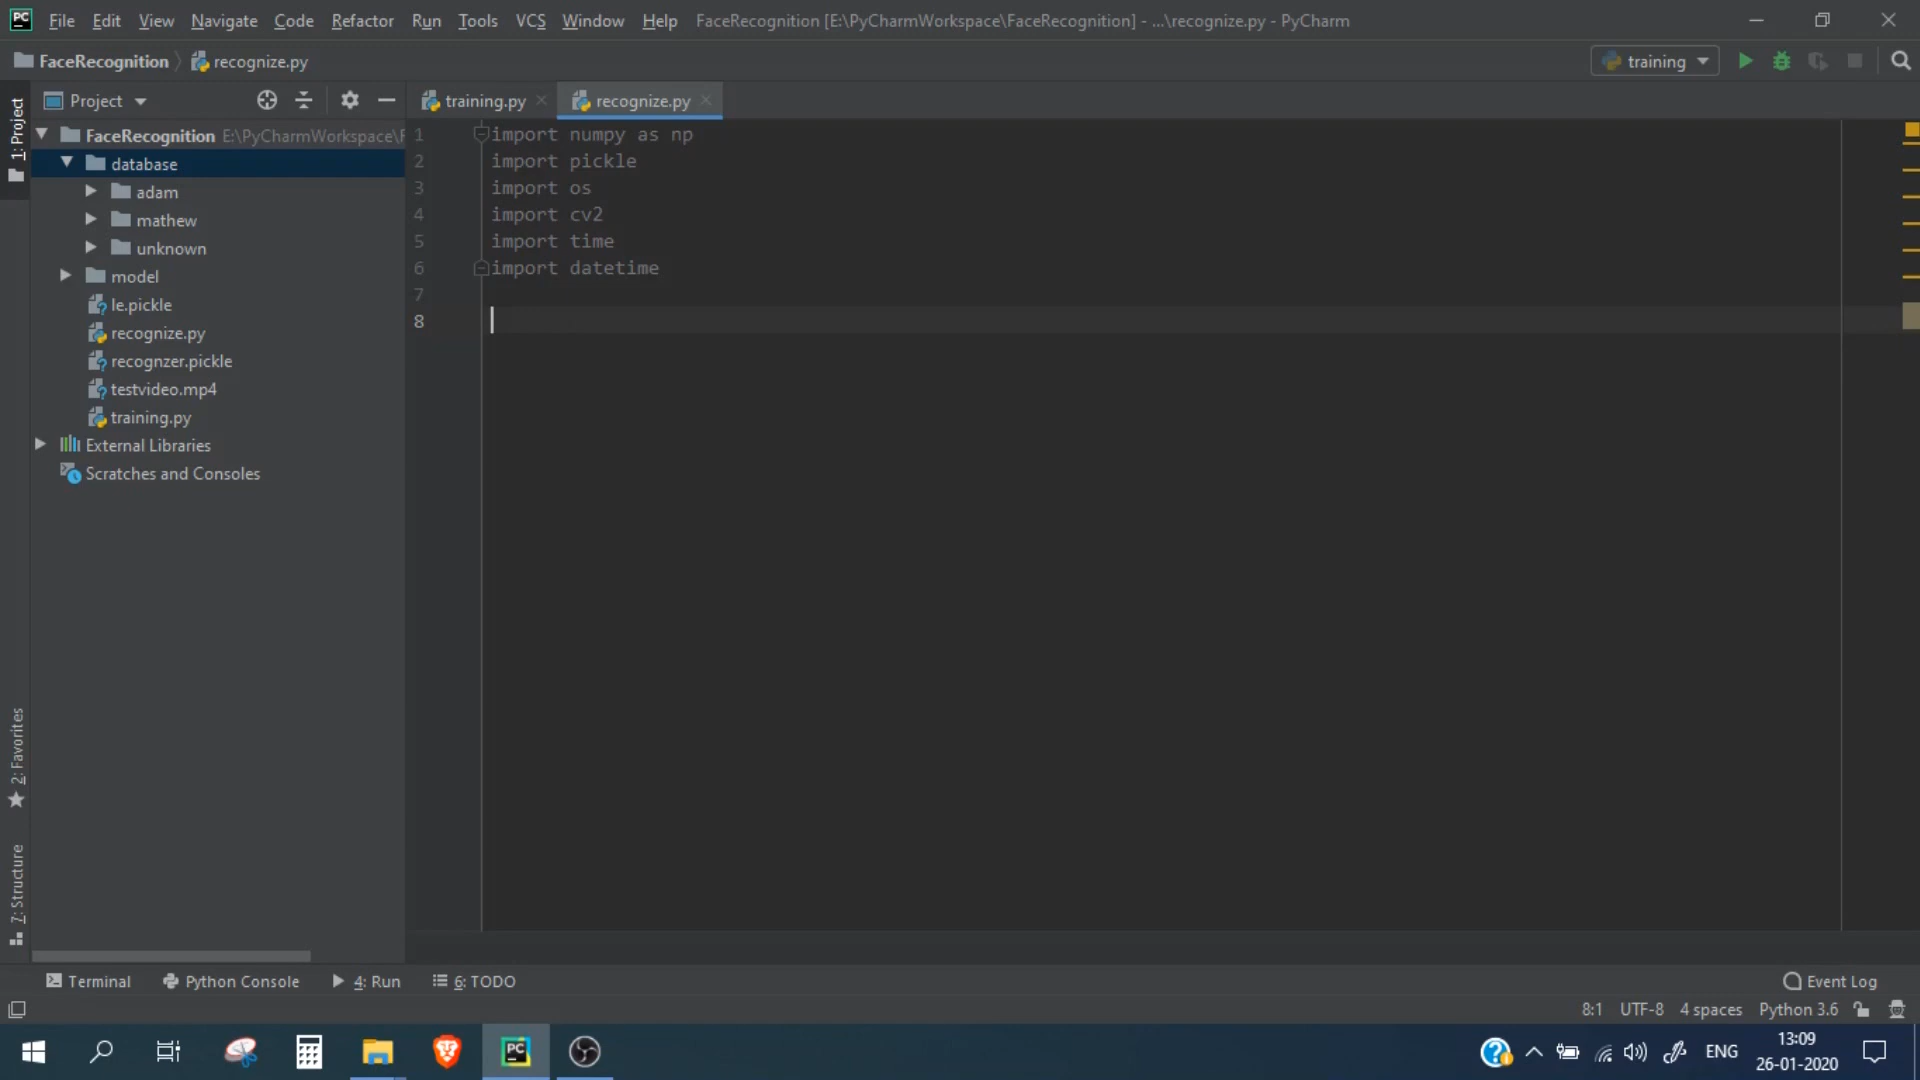 PC File Edit View Navigate Code Refactor Run Tools VCS Window Help FaceRecognition [E:\PyCharmWorkspace\FaceRecognition] - ...\recognize.py - PyCharm
FaceRecognition recognize.py training
1: Project
Project
training.py recognize.py
FaceRecognition E:\PyCharmWorkspace\F
database
adam
mathew
unknown
model
le.pickle
recognize.py
recognzer.pickle
testvideo.mp4
training.py
External Libraries
Scratches and Consoles
1 import numpy as np
2 import pickle
3 import os
4 import cv2
5 import time
6 import datetime
7
8
2: Favorites
7: Structure
Terminal Python Console 4: Run 6: TODO Event Log
8:1 UTF-8 4 spaces Python 3.6
PC ENG 13:09
26-01-2020